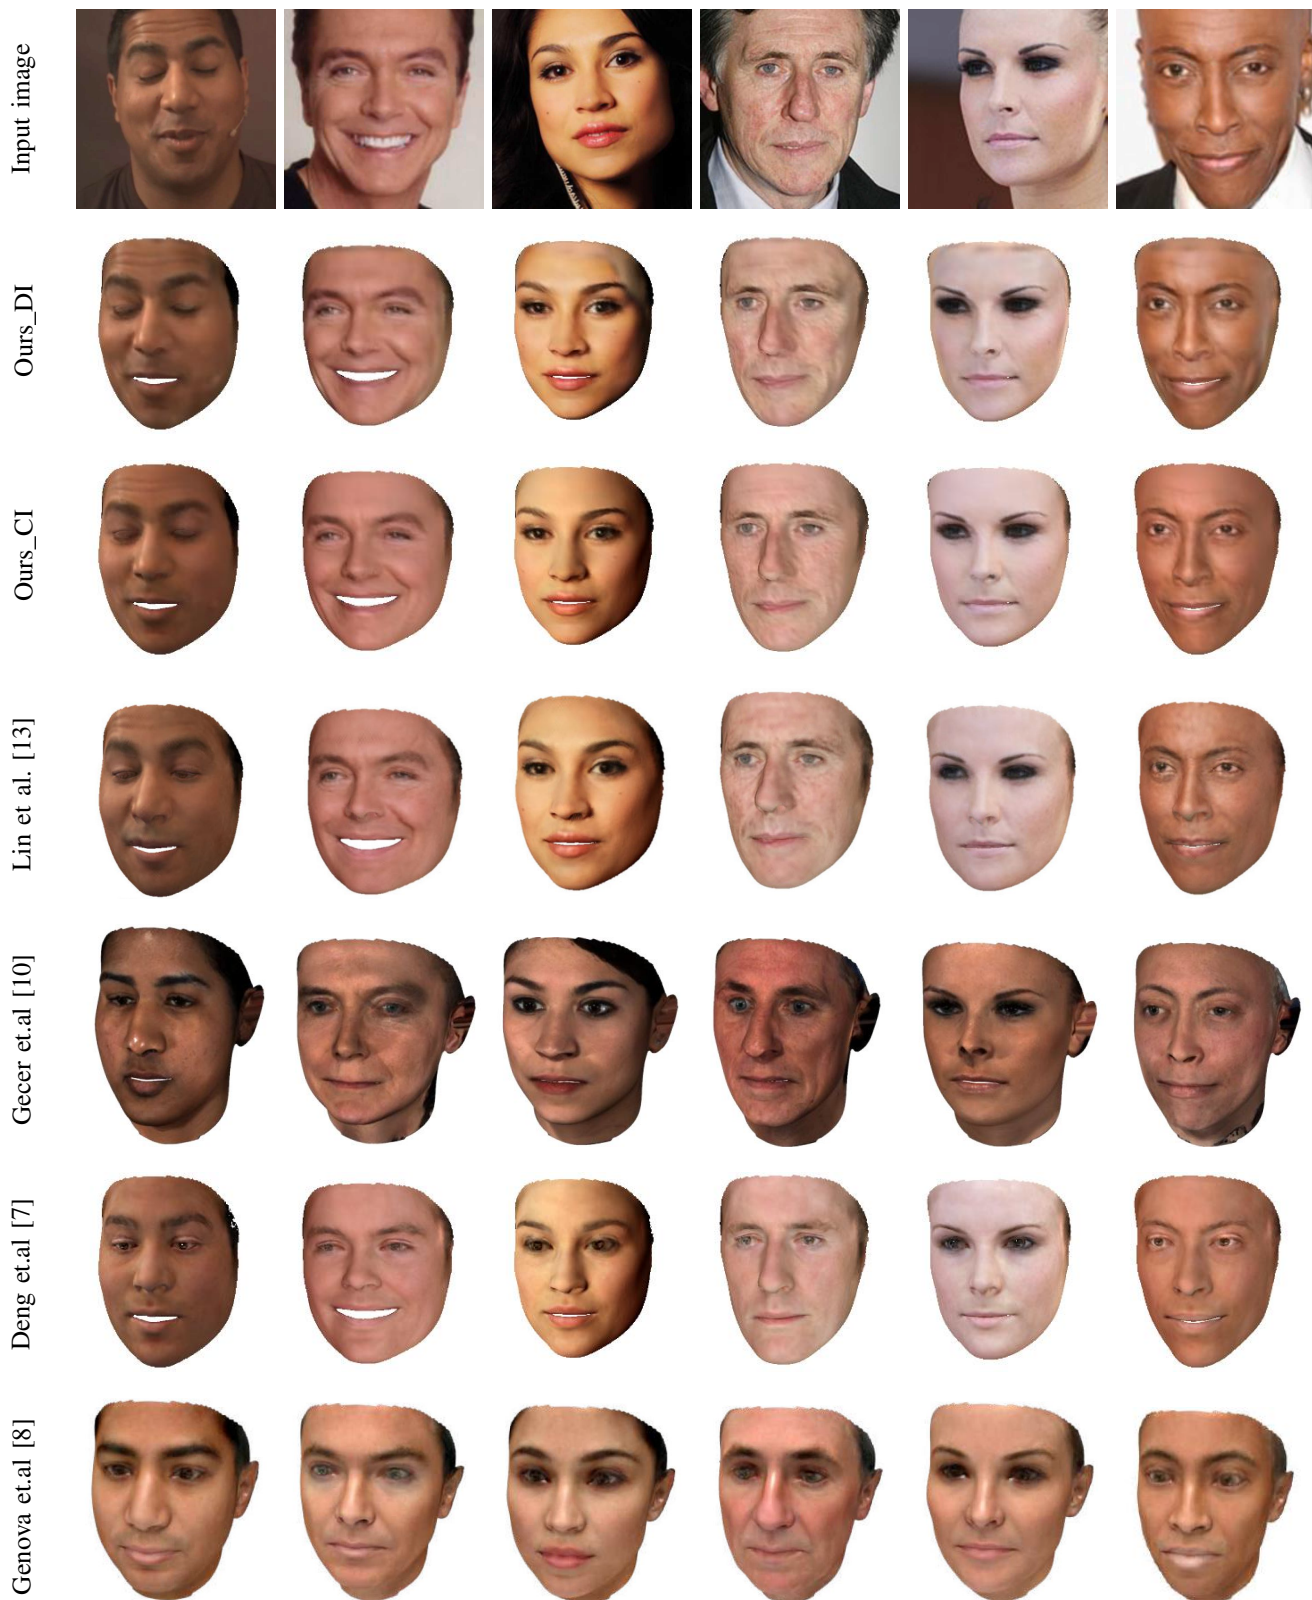 Input image
Ours_DI
Ours_CI
Lin et al. [13]
Gecer et.al [10]
Deng et.al [7]
Genova et.al [8]